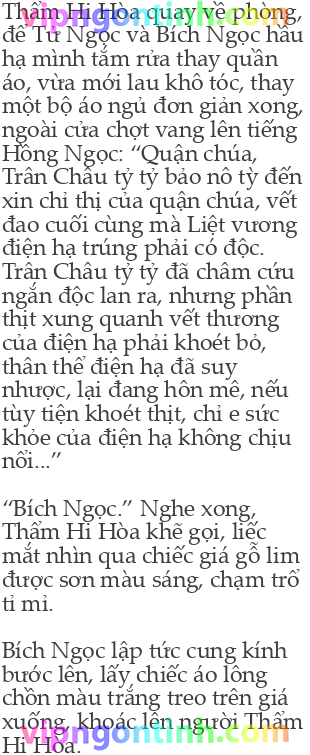 Thẩm Hi Hòa quay về phòng,
để Tử Ngọc và Bích Ngọc hầu
hạ mình tắm rửa thay quần
áo, vừa mới lau khô tóc, thay
một bộ áo ngủ đơn giản xong,
ngoài cửa chợt vang lên tiếng
Hồng Ngọc: “Quận chúa,
Trân Châu tỷ tỷ bảo nô tỳ đến
xin chỉ thị của quận chúa, vết
đao cuối cùng mà Liệt vương
điện hạ trúng phải có độc.
Trân Châu tỷ tỷ đã châm cứu
ngăn độc lan ra, nhưng phần
thịt xung quanh vết thương
của điện hạ phải khoét bỏ,
thân thể điện hạ đã suy
nhược, lại đang hôn mê, nếu
tùy tiện khoét thịt, chỉ e sức
khỏe của điện hạ không chịu
nổi...”
“Bích Ngọc.” Nghe xong,
Thẩm Hi Hòa khẽ gọi, liếc
mắt nhìn qua chiếc giá gỗ lim
được sơn màu sáng, chạm trổ
tỉ mỉ.
Bích Ngọc lập tức cung kính
bước lên, lấy chiếc áo lông
chồn màu trắng treo trên giá
xuống, khoác lên người Thẩm
Hi Hòa.
vipngontinh.com
vipngontinh.com